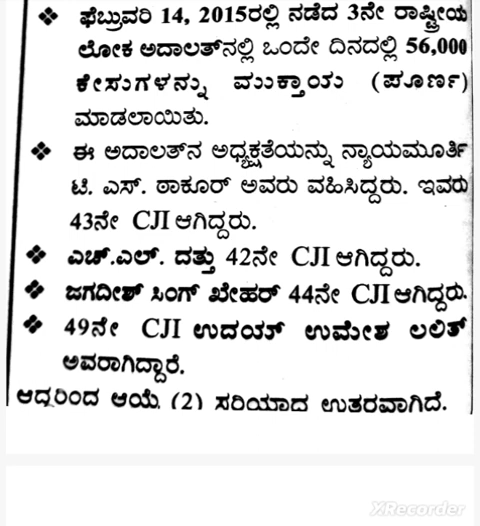 ❖ ಫೆಬ್ರುವರಿ 14, 2015ರಲ್ಲಿ ನಡೆದ 3ನೇ ರಾಷ್ಟ್ರೀಯ
ಲೋಕ ಅದಾಲತ್‌ನಲ್ಲಿ ಒಂದೇ ದಿನದಲ್ಲಿ 56,000
ಕೇಸುಗಳನ್ನು ಮುಕ್ತಾಯ (ಪೂರ್ಣ)
ಮಾಡಲಾಯಿತು.
❖ ಈ ಅದಾಲತ್‌ನ ಅಧ್ಯಕ್ಷತೆಯನ್ನು ನ್ಯಾಯಮೂರ್ತಿ
ಟಿ. ಎಸ್. ಠಾಕೂರ್ ಅವರು ವಹಿಸಿದ್ದರು. ಇವರು
43ನೇ CJI ಆಗಿದ್ದರು.
❖ ಎಚ್.ಎಲ್. ದತ್ತು 42ನೇ CJI ಆಗಿದ್ದರು.
❖ ಜಗದೀಶ್ ಸಿಂಗ್ ಖೇಹರ್ 44ನೇ CJI ಆಗಿದ್ದರು.
❖ 49ನೇ CJI ಉದಯ್ ಉಮೇಶ ಲಲಿತ್
ಅವರಾಗಿದ್ದಾರೆ.
ಆದ್ದರಿಂದ ಆಯ್ಕೆ (2) ಸರಿಯಾದ ಉತ್ತರವಾಗಿದೆ.
XRecorder